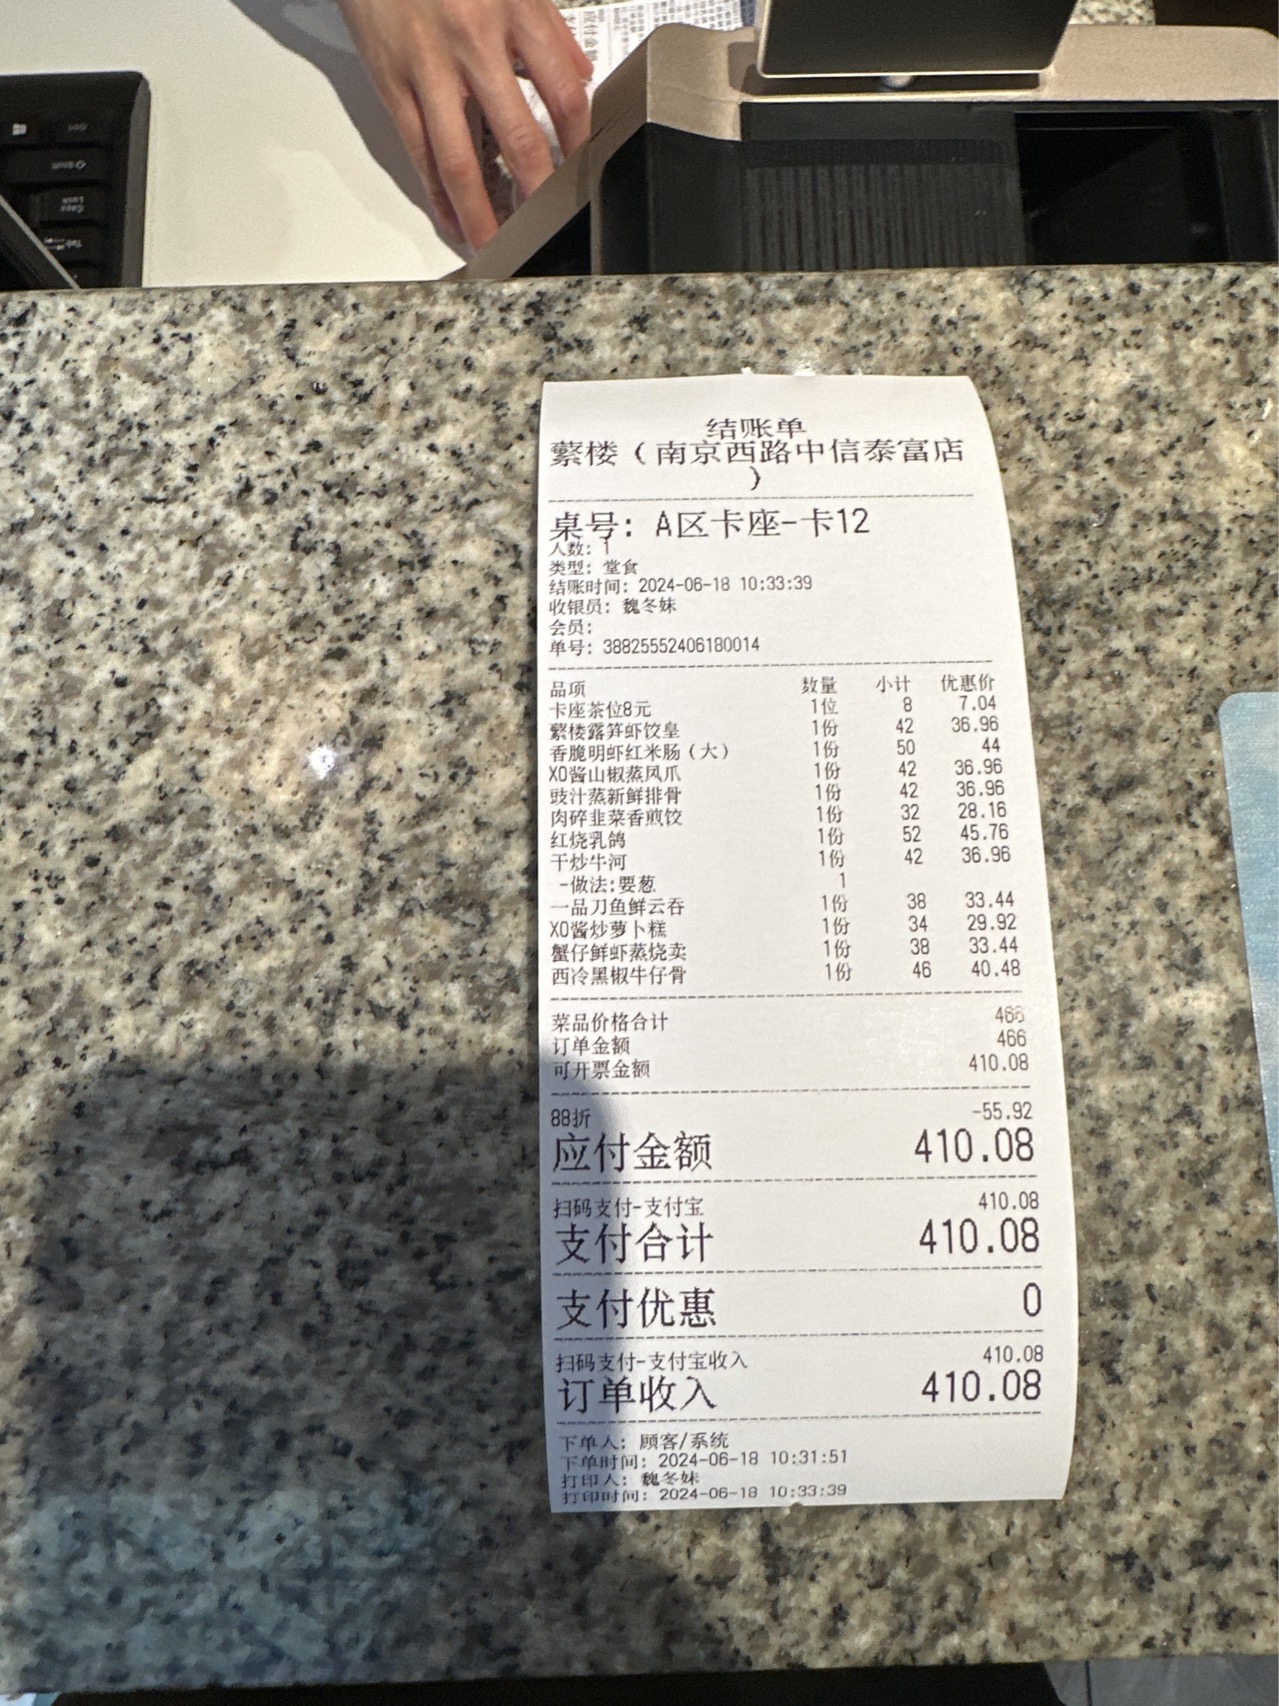 结账单
蘩楼（南京西路中信泰富店
）
桌号: A区卡座-卡12
人数: 1
类型: 堂食
结账时间: 2024-06-18 10:33:39
收银员: 魏冬妹
会员:
单号: 38825552406180014
品项 数量 小计 优惠价
卡座茶位8元 1位 8 7.04
蘩楼露笋虾饺皇 1份 42 36.96
香脆明虾红米肠（大） 1份 50 44
XO酱山椒蒸凤爪 1份 42 36.96
豉汁蒸新鲜排骨 1份 42 36.96
肉碎韭菜香煎饺 1份 32 28.16
红烧乳鸽 1份 52 45.76
干炒牛河 1份 42 36.96
-做法:要葱 1
一品刀鱼鲜云吞 1份 38 33.44
XO酱炒萝卜糕 1份 34 29.92
蟹仔鲜虾蒸烧卖 1份 38 33.44
西冷黑椒牛仔骨 1份 46 40.48
菜品价格合计 466
订单金额 466
可开票金额 410.08
88折 -55.92
应付金额 410.08
扫码支付-支付宝 410.08
支付合计 410.08
支付优惠 0
扫码支付-支付宝收入 410.08
订单收入 410.08
下单人: 顾客/系统
下单时间: 2024-06-18 10:31:51
打印人: 魏冬妹
打印时间: 2024-06-18 10:33:39